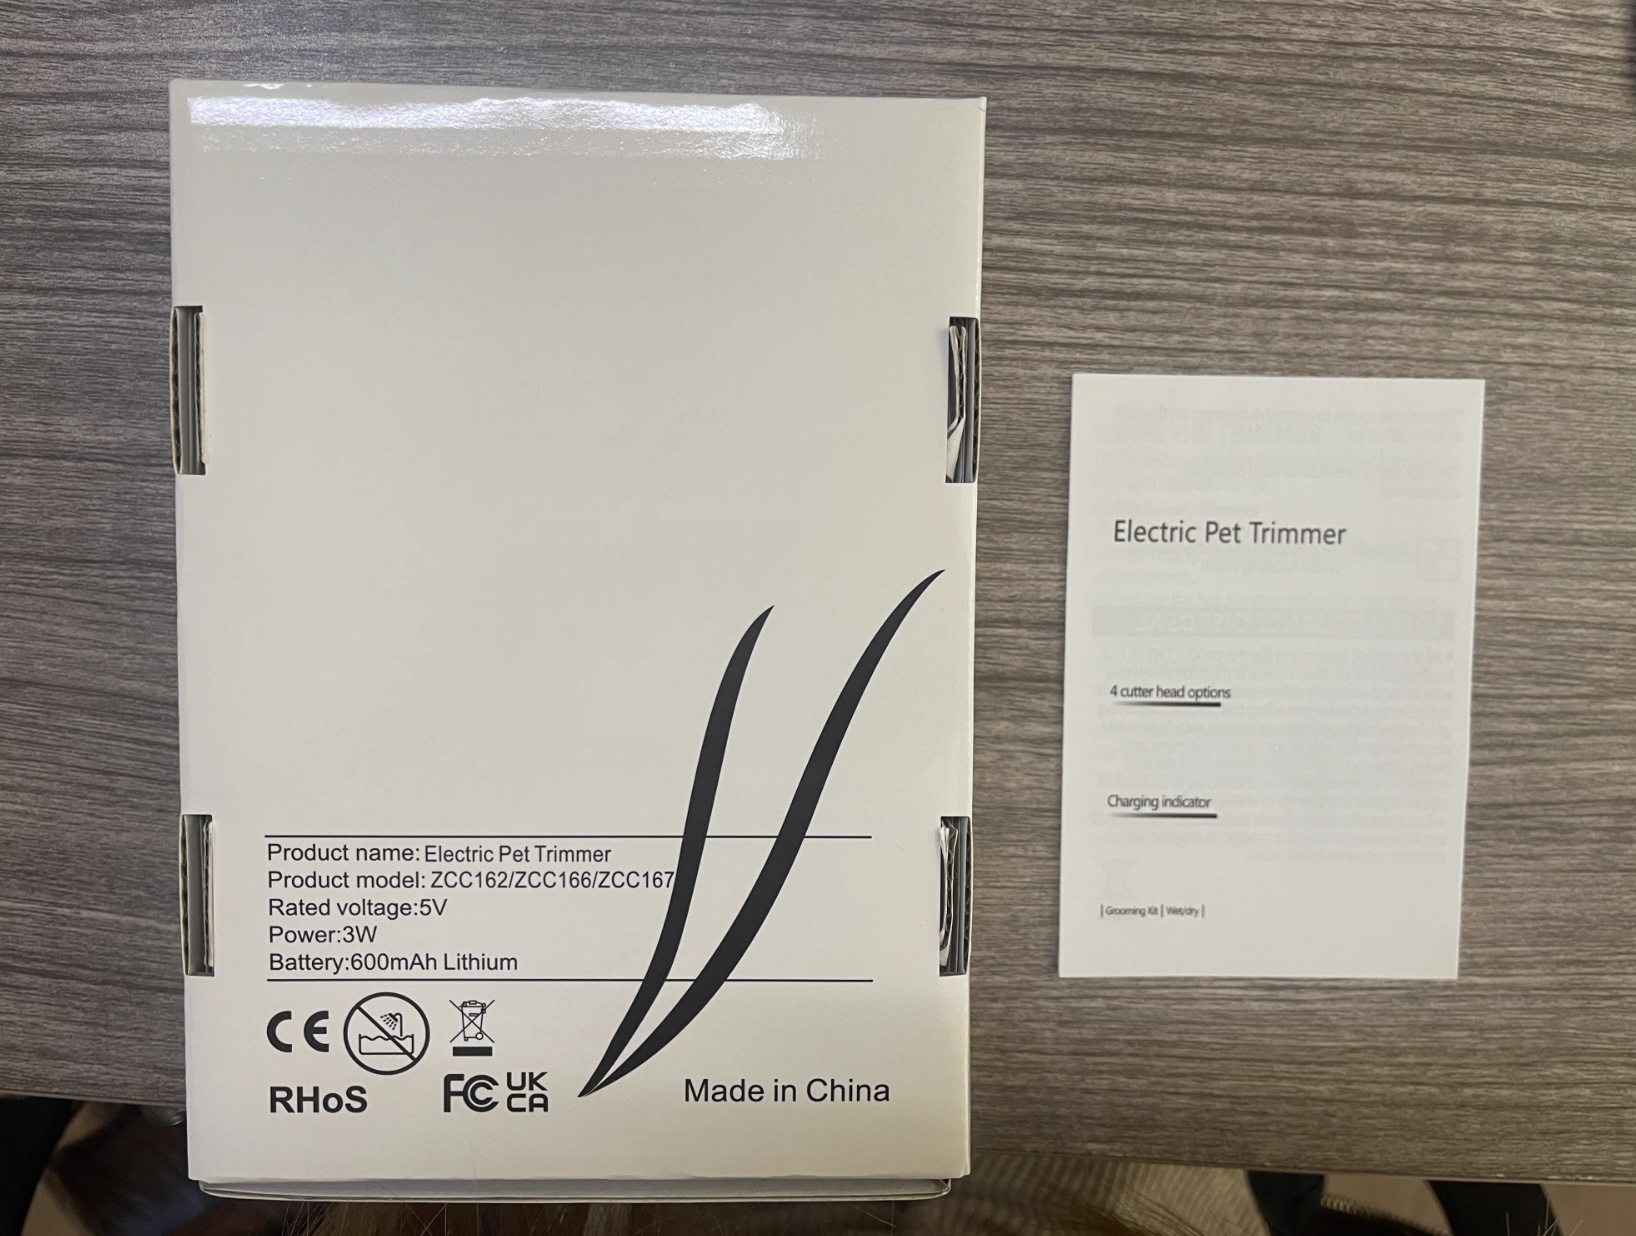 Product name: Electric Pet Trimmer
Product model: ZCC162/ZCC166/ZCC167
Rated voltage:5V
Power:3W
Battery:600mAh Lithium
CE
RHoS
FC
UK
CA
Made in China
Electric Pet Trimmer
4 cutter head options
Charging indicator
| Grooming Kit | Wet/dry |